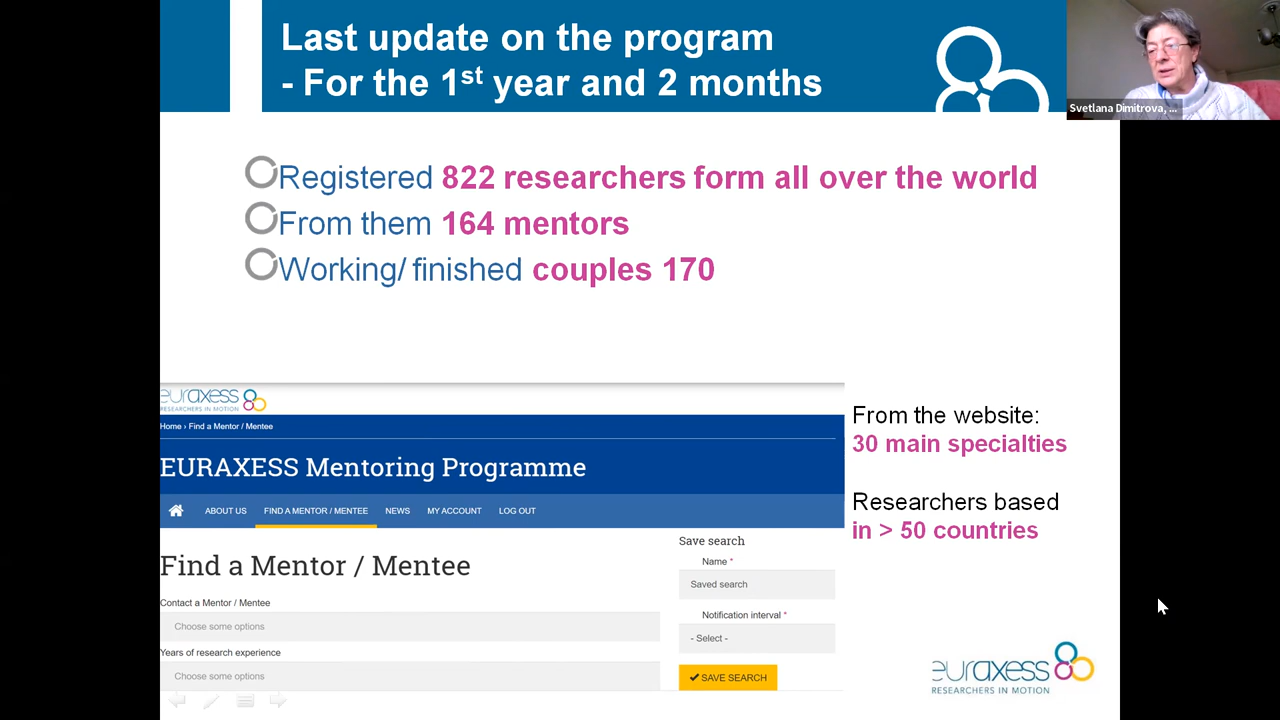 Last update on the program
- For the 1st year and 2 months
Svetlana Dimitrova, ...
Registered 822 researchers form all over the world
From them 164 mentors
Working/ finished couples 170
euraxess
RESEARCHERS IN MOTION
Home › Find a Mentor / Mentee
EURAXESS Mentoring Programme
ABOUT US FIND A MENTOR / MENTEE NEWS MY ACCOUNT LOG OUT
Find a Mentor / Mentee
Contact a Mentor / Mentee
Choose some options
Years of research experience
Choose some options
Save search
Name *
Saved search
Notification interval *
- Select -
SAVE SEARCH
From the website:
30 main specialties
Researchers based
in > 50 countries
euraxess
RESEARCHERS IN MOTION